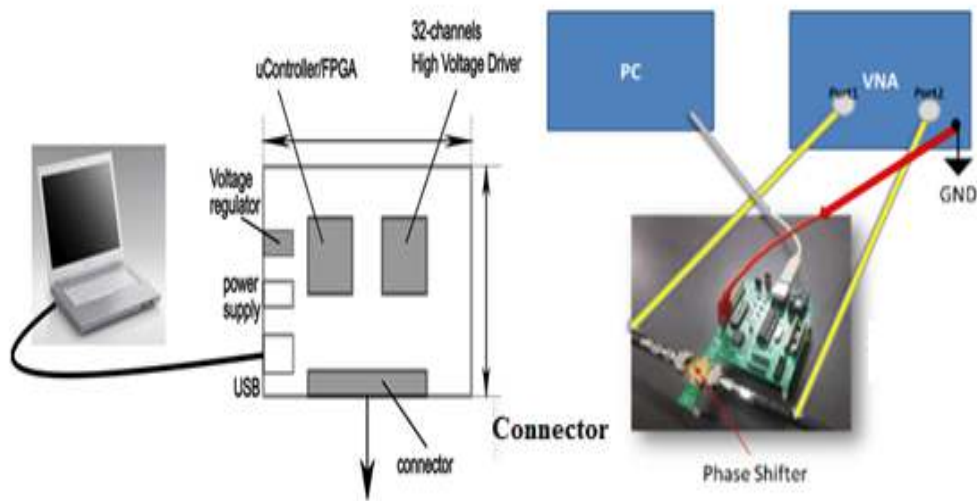 32-channels
High Voltage Driver
uController/FPGA
Voltage
regulator
power
supply
USB
connector
Connector
PC
VNA
Port1
Port2
GND
Phase Shifter